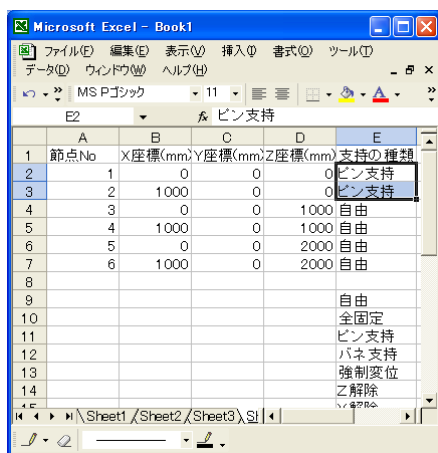 Microsoft Excel - Book1
ファイル(F) 編集(E) 表示(V) 挿入(I) 書式(O) ツール(T)
データ(D) ウィンドウ(W) ヘルプ(H)
MS Pゴシック 11
E2 fx ピン支持
A B C D E
1 節点No X座標(mm) Y座標(mm) Z座標(mm) 支持の種類
2 1 0 0 0 ピン支持
3 2 1000 0 0 ピン支持
4 3 0 0 1000 自由
5 4 1000 0 1000 自由
6 5 0 0 2000 自由
7 6 1000 0 2000 自由
8
9 自由
10 全固定
11 ピン支持
12 バネ支持
13 強制変位
14 Z解除
Sheet1 Sheet2 Sheet3